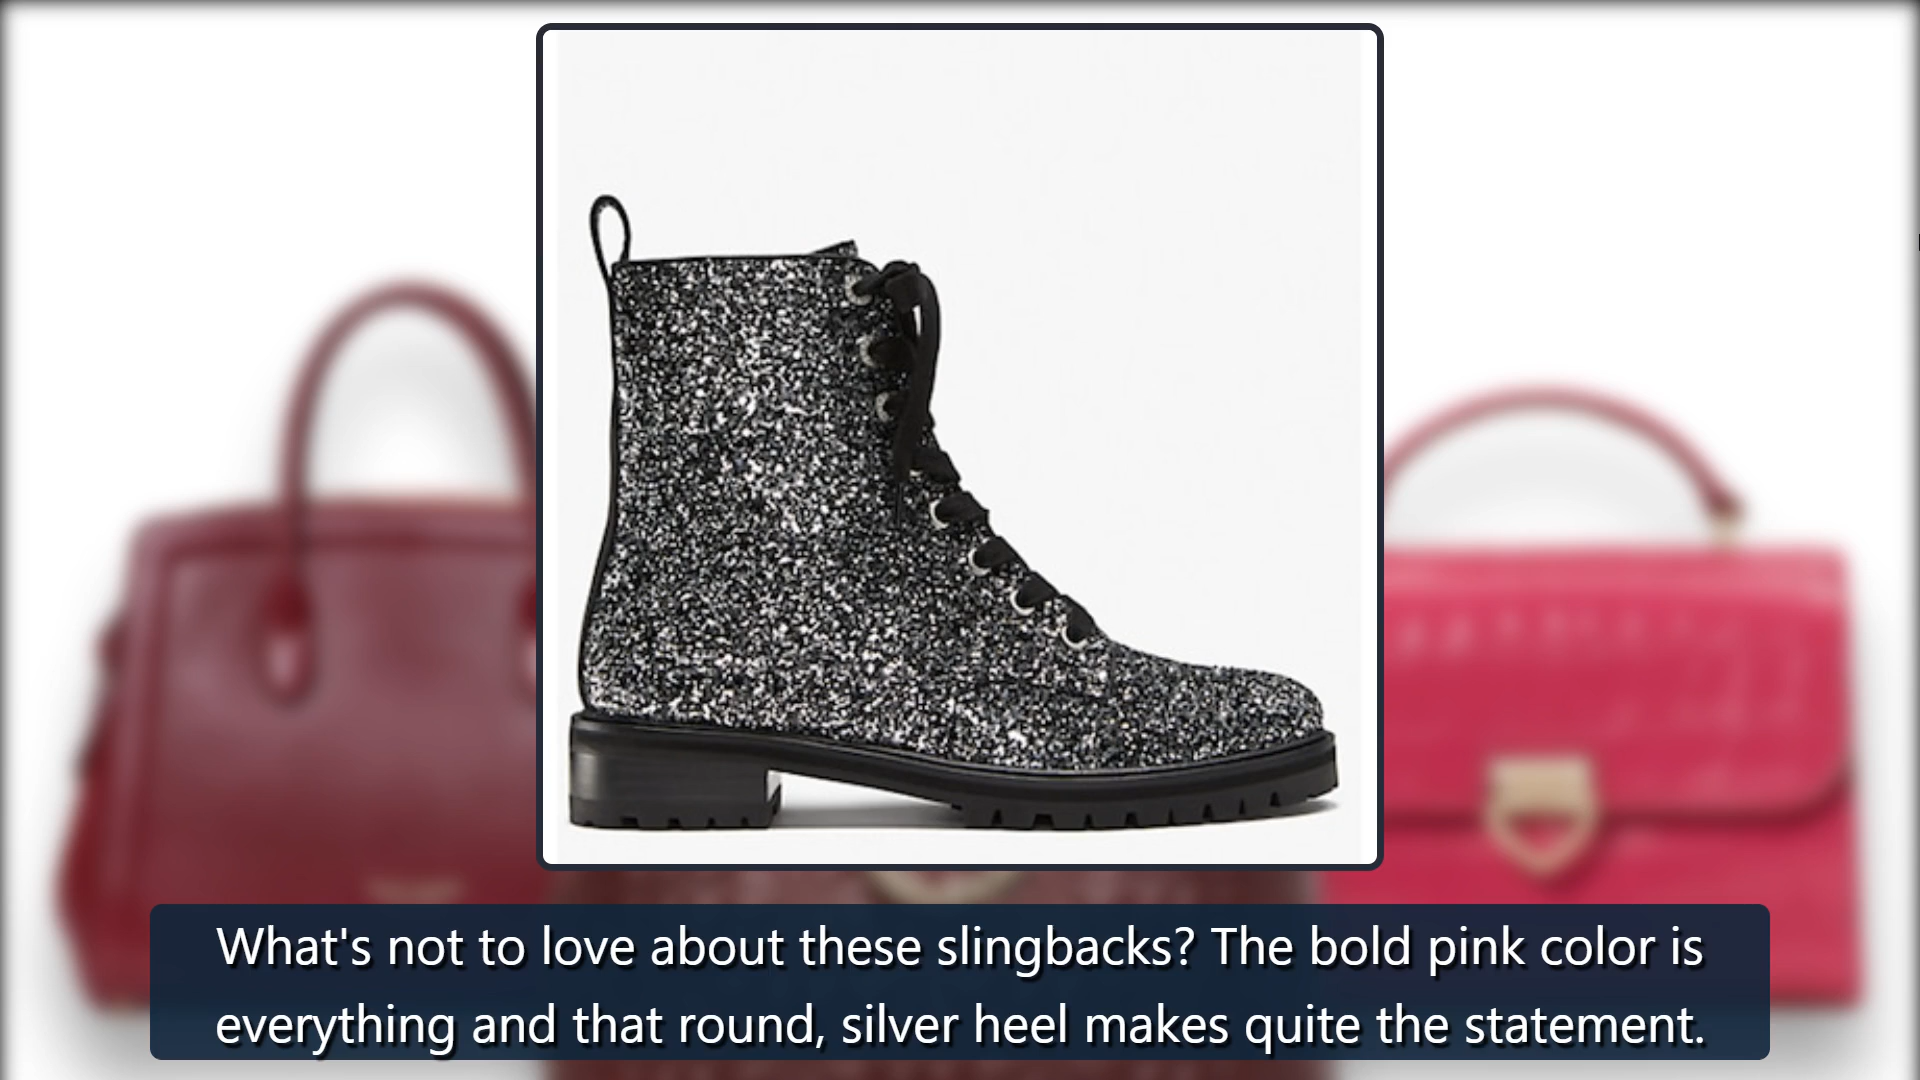 What's not to love about these slingbacks? The bold pink color is
everything and that round, silver heel makes quite the statement.